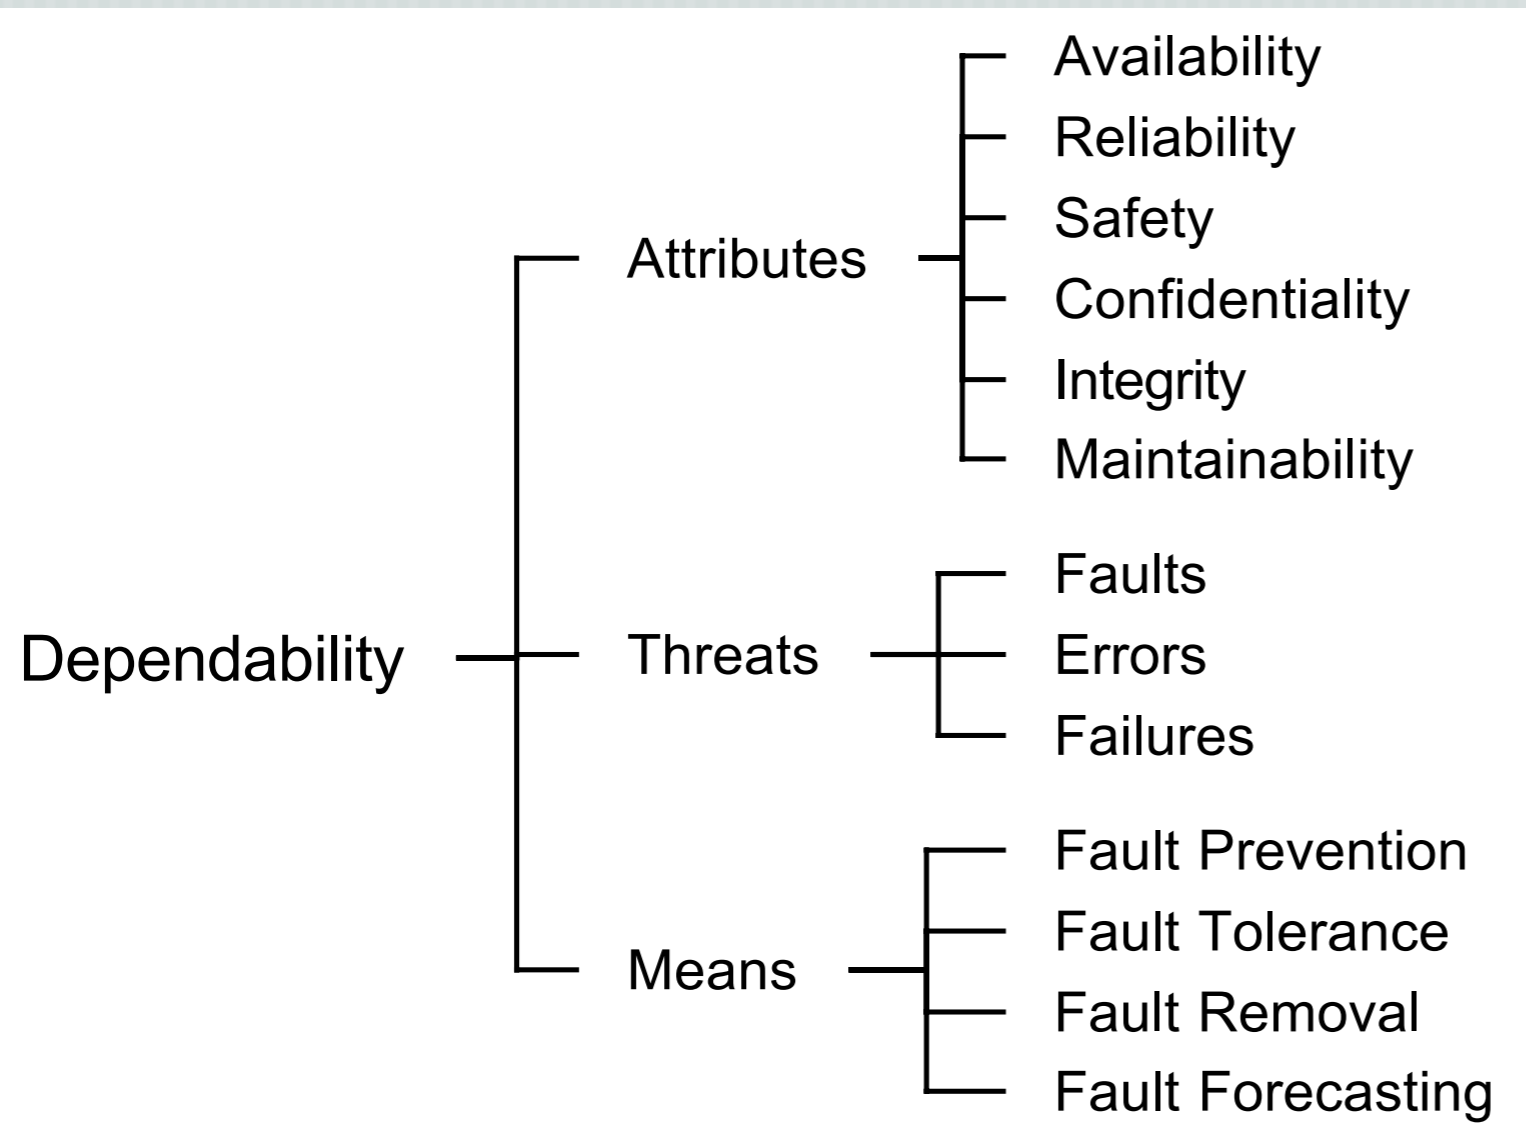 Dependability
Attributes
Availability
Reliability
Safety
Confidentiality
Integrity
Maintainability
Threats
Faults
Errors
Failures
Means
Fault Prevention
Fault Tolerance
Fault Removal
Fault Forecasting